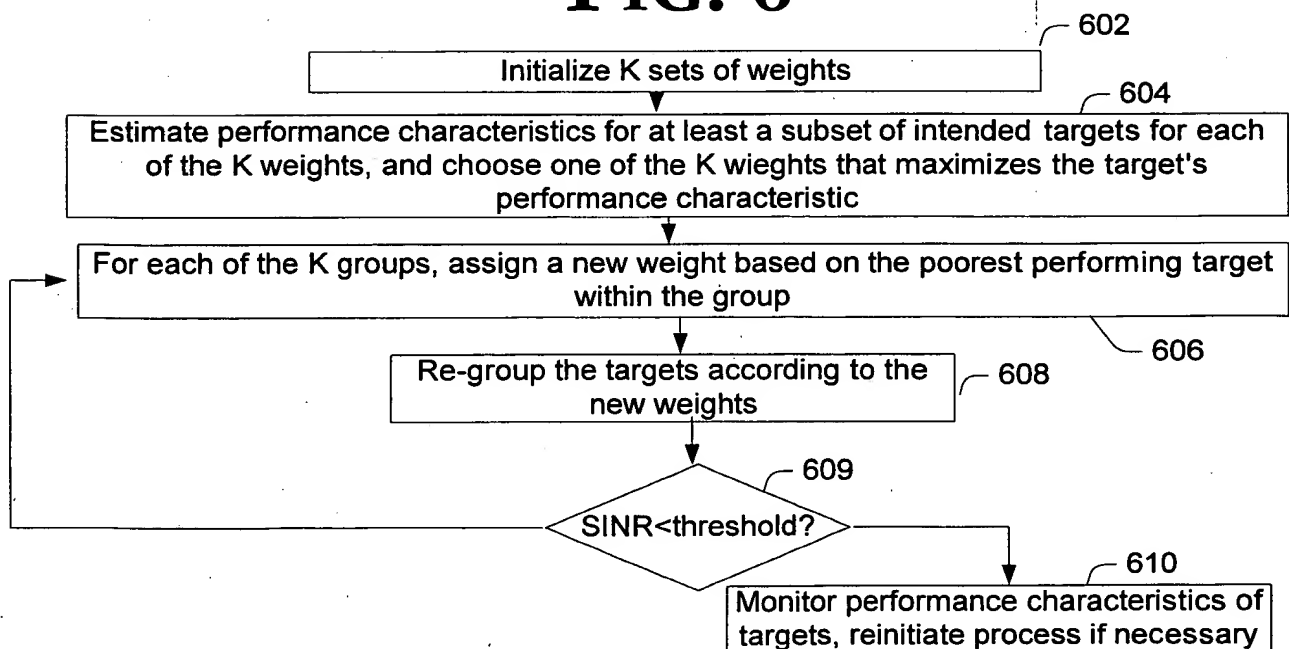 FIG. 6
602
Initialize K sets of weights
604
Estimate performance characteristics for at least a subset of intended targets for each
of the K weights, and choose one of the K wieghts that maximizes the target's
performance characteristic
For each of the K groups, assign a new weight based on the poorest performing target
within the group
606
Re-group the targets according to the
new weights
608
609
SINR<threshold?
610
Monitor performance characteristics of
targets, reinitiate process if necessary